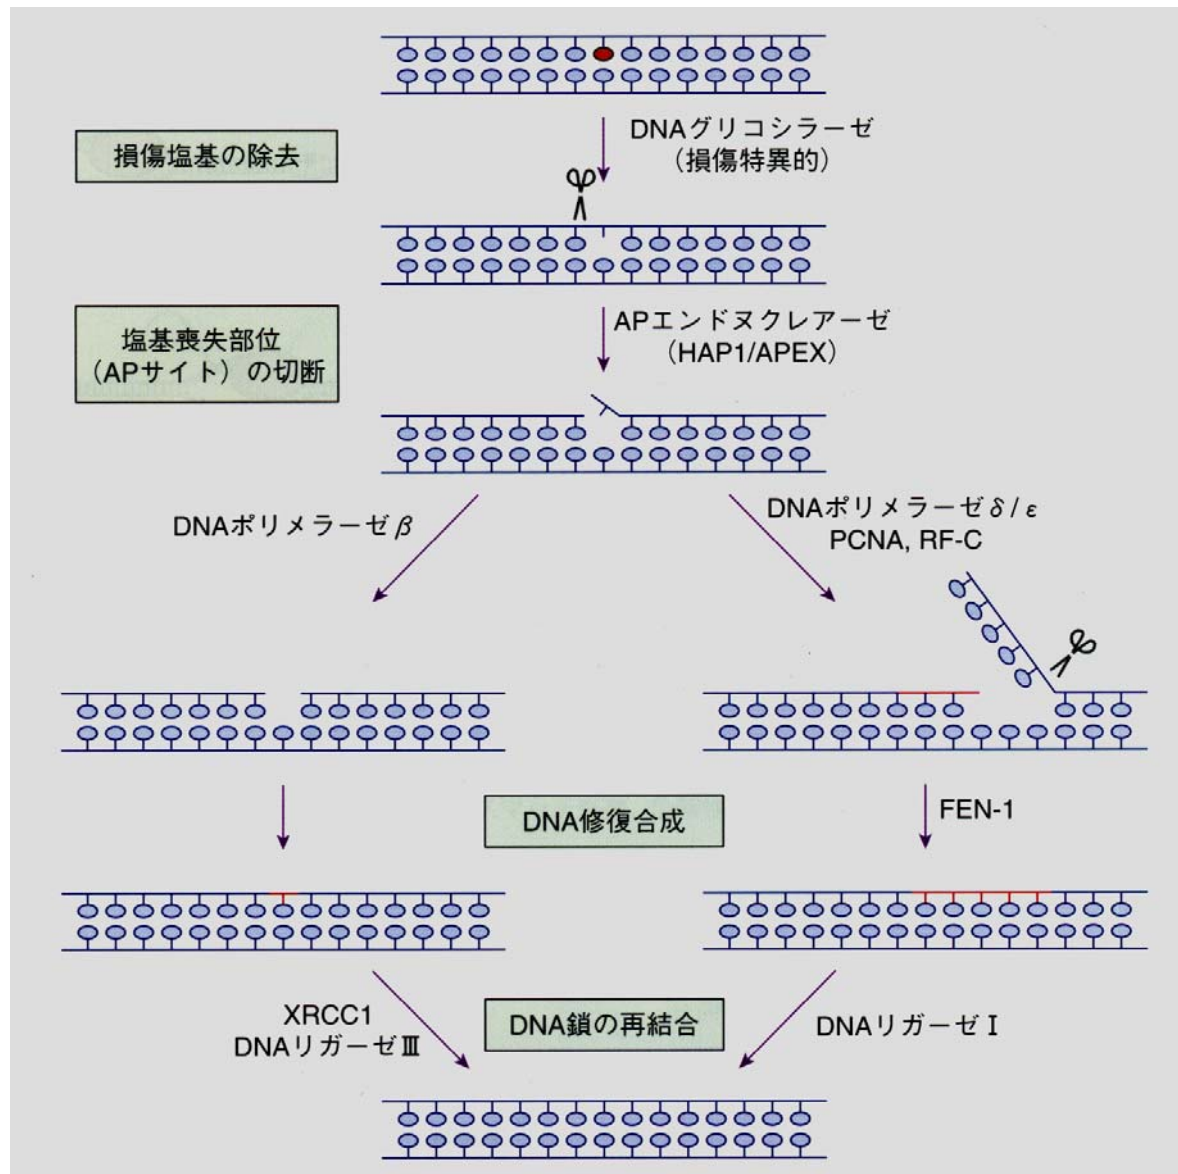 DNAグリコシラーゼ
（損傷特異的）
損傷塩基の除去
APエンドヌクレアーゼ
（HAP1/APEX）
塩基喪失部位
（APサイト）の切断
DNAポリメラーゼβ
DNAポリメラーゼδ/ε
PCNA, RF-C
DNA修復合成
FEN-1
XRCC1
DNAリガーゼⅢ
DNA鎖の再結合
DNAリガーゼⅠ